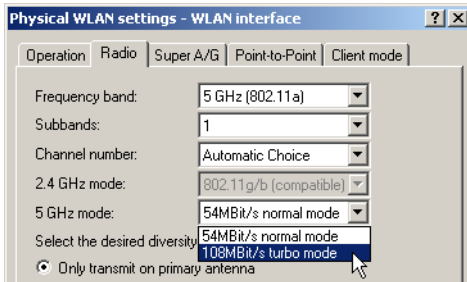 Physical WLAN settings - WLAN interface
Operation Radio Super A/G Point-to-Point Client mode
Frequency band: 5 GHz (802.11a)
Subbands: 1
Channel number: Automatic Choice
2.4 GHz mode: 802.11g/b (compatible)
5 GHz mode: 54MBit/s normal mode
Select the desired diversity 54MBit/s normal mode
108MBit/s turbo mode
Only transmit on primary antenna